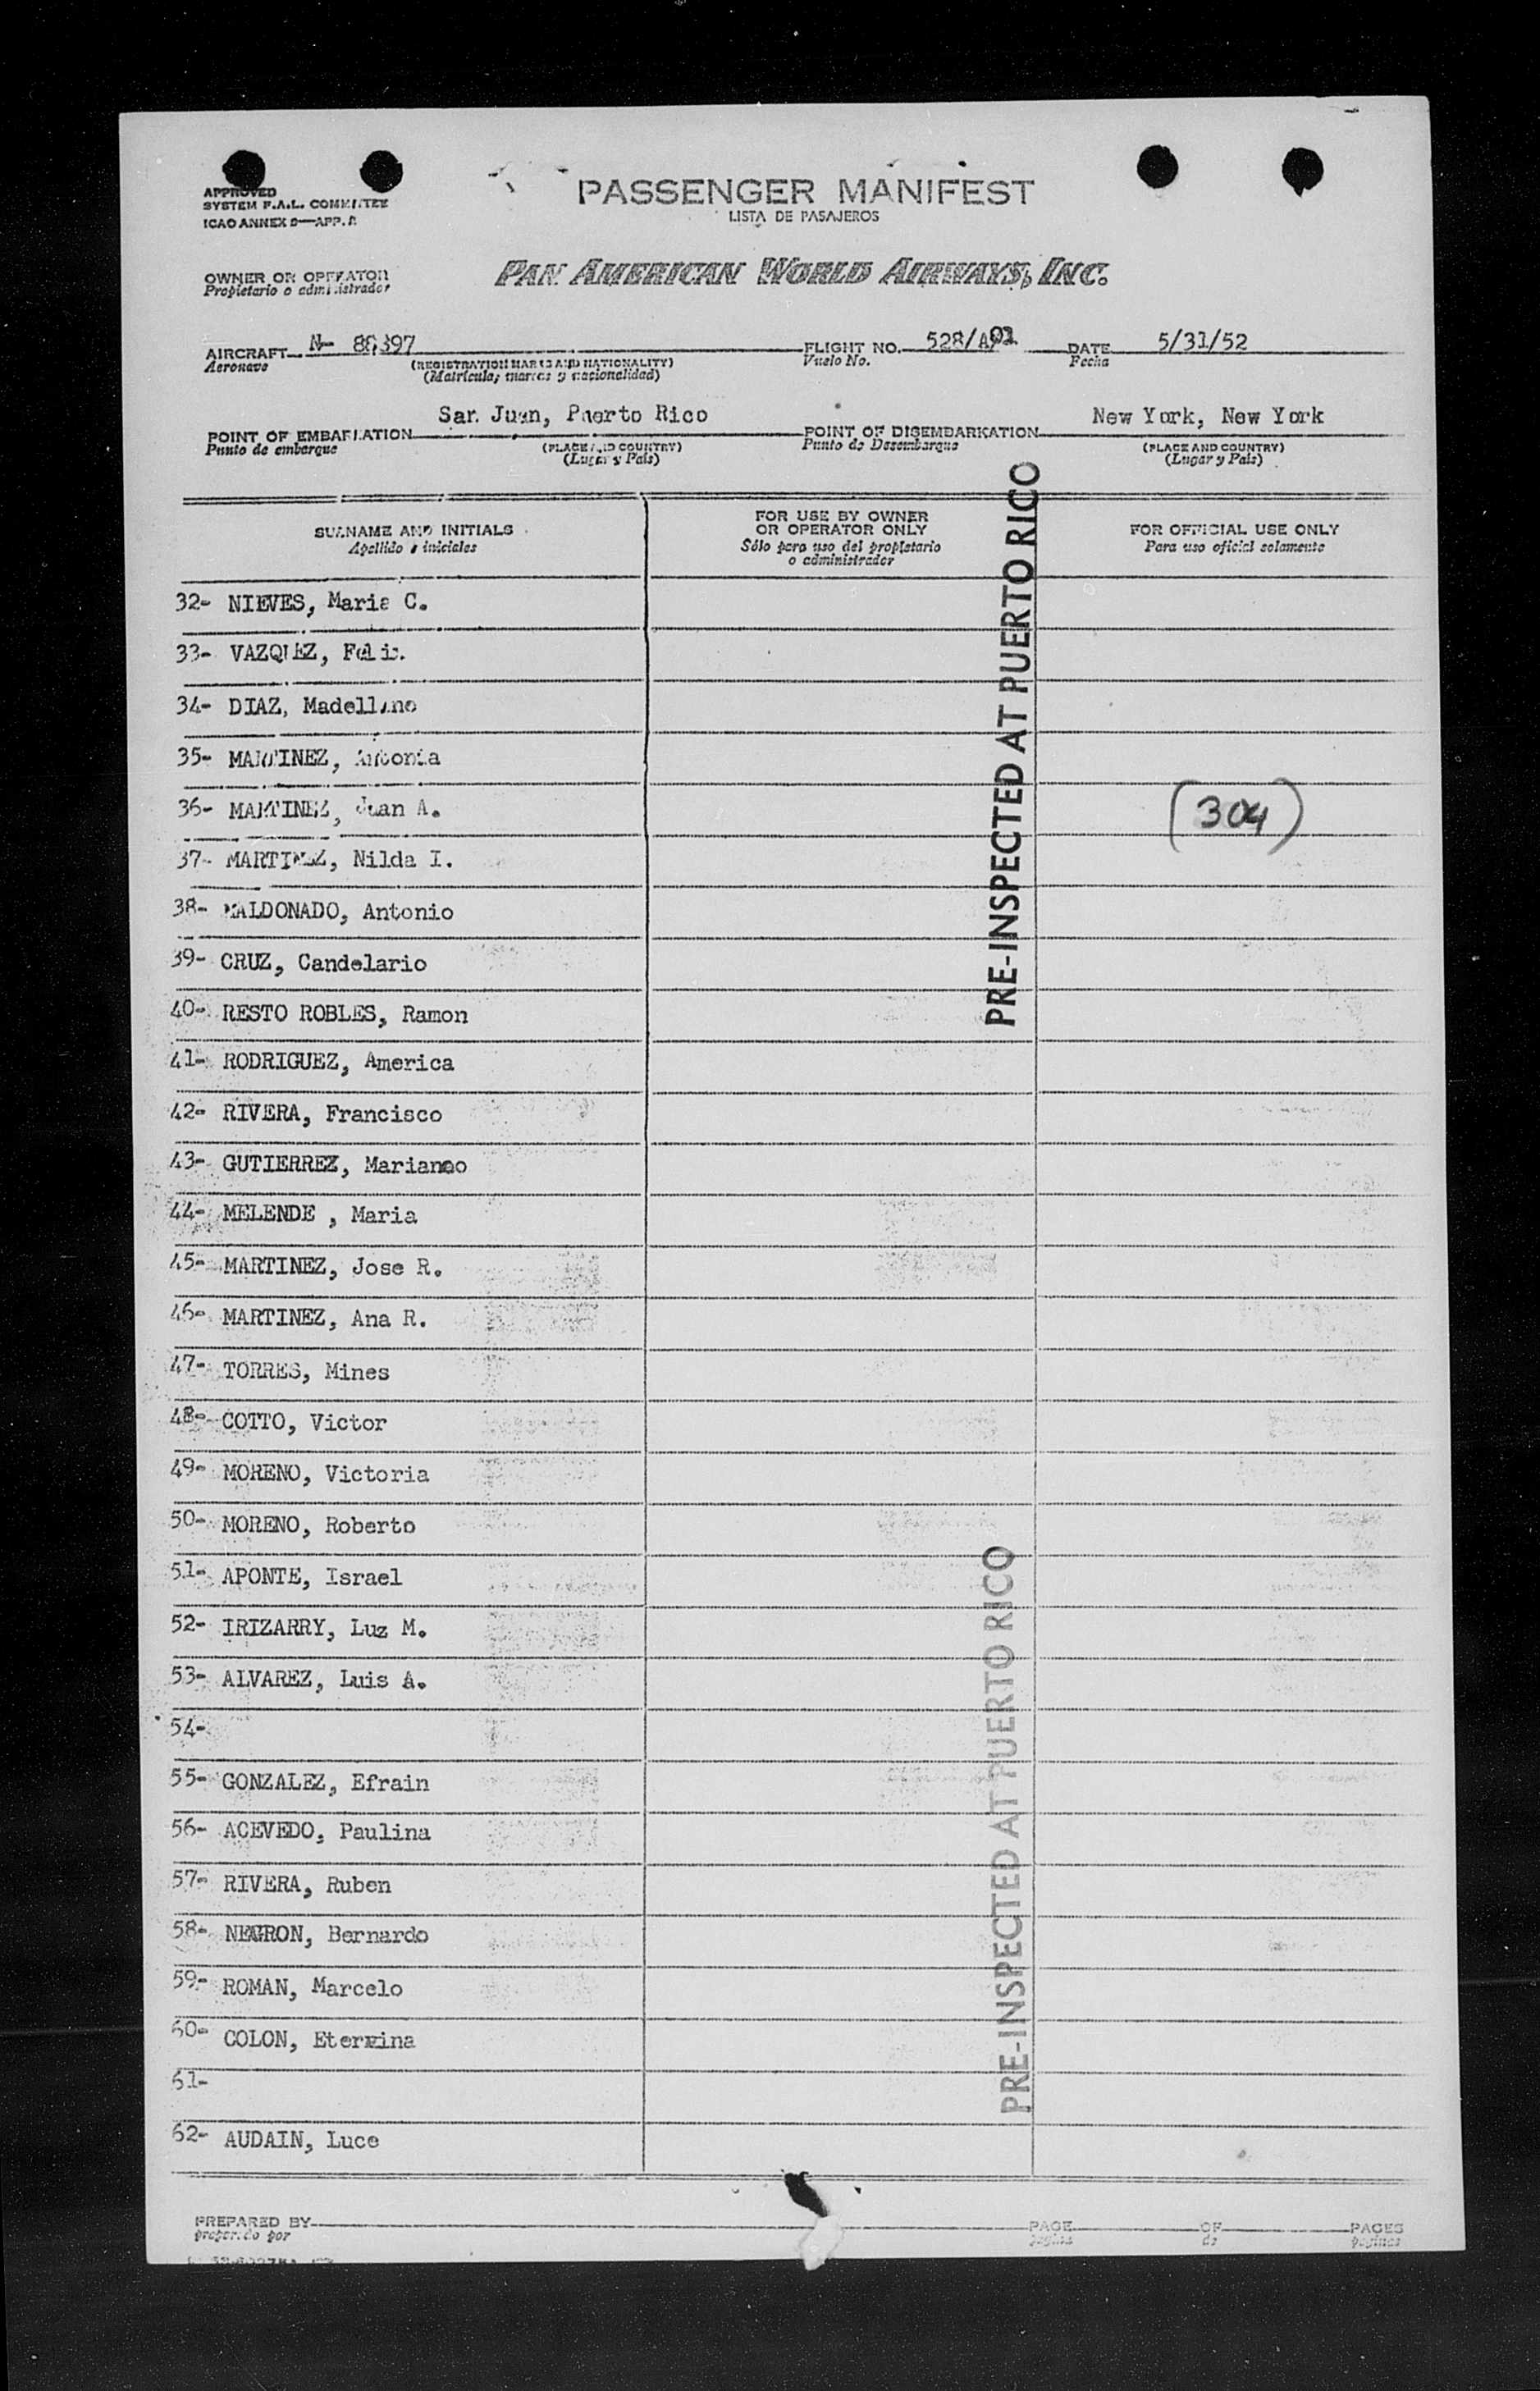 PASSENGER MANIFEST
LISTA DE PASAJEROS
APPROVED
SYSTEM F.A.L. COMMITTEE
ICAO ANNEX 9—APP.
PAN AMERICAN WORLD AIRWAYS, INC.
OWNER OR OPERATOR
Propietario o administrador
AIRCRAFT N- 88397 FLIGHT NO. 528/A DATE 5/31/52
Aeronave (REGISTRATION MARKS AND NATIONALITY) Vuelo No. Fecha
(Matrícula, marcas y nacionalidad)
San Juan, Puerto Rico New York, New York
POINT OF EMBARKATION POINT OF DISEMBARKATION
Punto de embarque (PLACE AND COUNTRY) Punto de Desembarque (PLACE AND COUNTRY)
(Lugar y País) (Lugar y País)
SURNAME AND INITIALS
Apellido e iniciales
FOR USE BY OWNER
OR OPERATOR ONLY
Sólo para uso del propietario
o administrador
FOR OFFICIAL USE ONLY
Para uso oficial solamente
32- NIEVES, Maria C.
33- VAZQUEZ, Felix
34- DIAZ,
35- MARTINEZ, Antonia
36- MARTINEZ, Juan A.
37- MARTINEZ, Nilda I.
38- MALDONADO, Antonio
39- CRUZ, Candelario
40- RESTO ROBLES, Ramon
41- RODRIGUEZ, America
42- RIVERA, Francisco
43- GUTIERREZ,
44- MELENDE , Maria
45- MARTINEZ, Jose R.
46- MARTINEZ, Ana R.
47- TORRES, Mines
48- COTTO, Victor
49- MORENO, Victoria
50- MORENO, Roberto
51- APONTE, Israel
52- IRIZARRY, Luz M.
53- ALVAREZ, Luis A.
54-
55- GONZALEZ, Efrain
56- ACEVEDO, Paulina
57- RIVERA, Ruben
58- NEGRON, Bernardo
59- ROMAN, Marcelo
60- COLON,
61-
62- AUDAIN, Luce
PRE-INSPECTED AT PUERTO RICO
(304)
PRE-INSPECTED AT PUERTO RICO
PREPARED BY PAGE OF PAGES
preparado por página de páginas